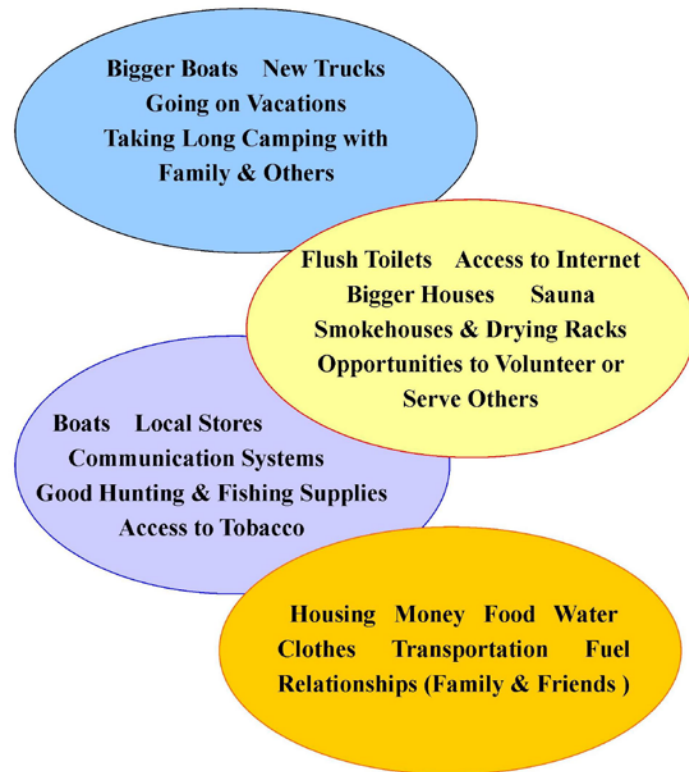 Bigger Boats New Trucks
Going on Vacations
Taking Long Camping with
Family & Others
Flush Toilets Access to Internet
Bigger Houses Sauna
Smokehouses & Drying Racks
Opportunities to Volunteer or
Serve Others
Boats Local Stores
Communication Systems
Good Hunting & Fishing Supplies
Access to Tobacco
Housing Money Food Water
Clothes Transportation Fuel
Relationships (Family & Friends )